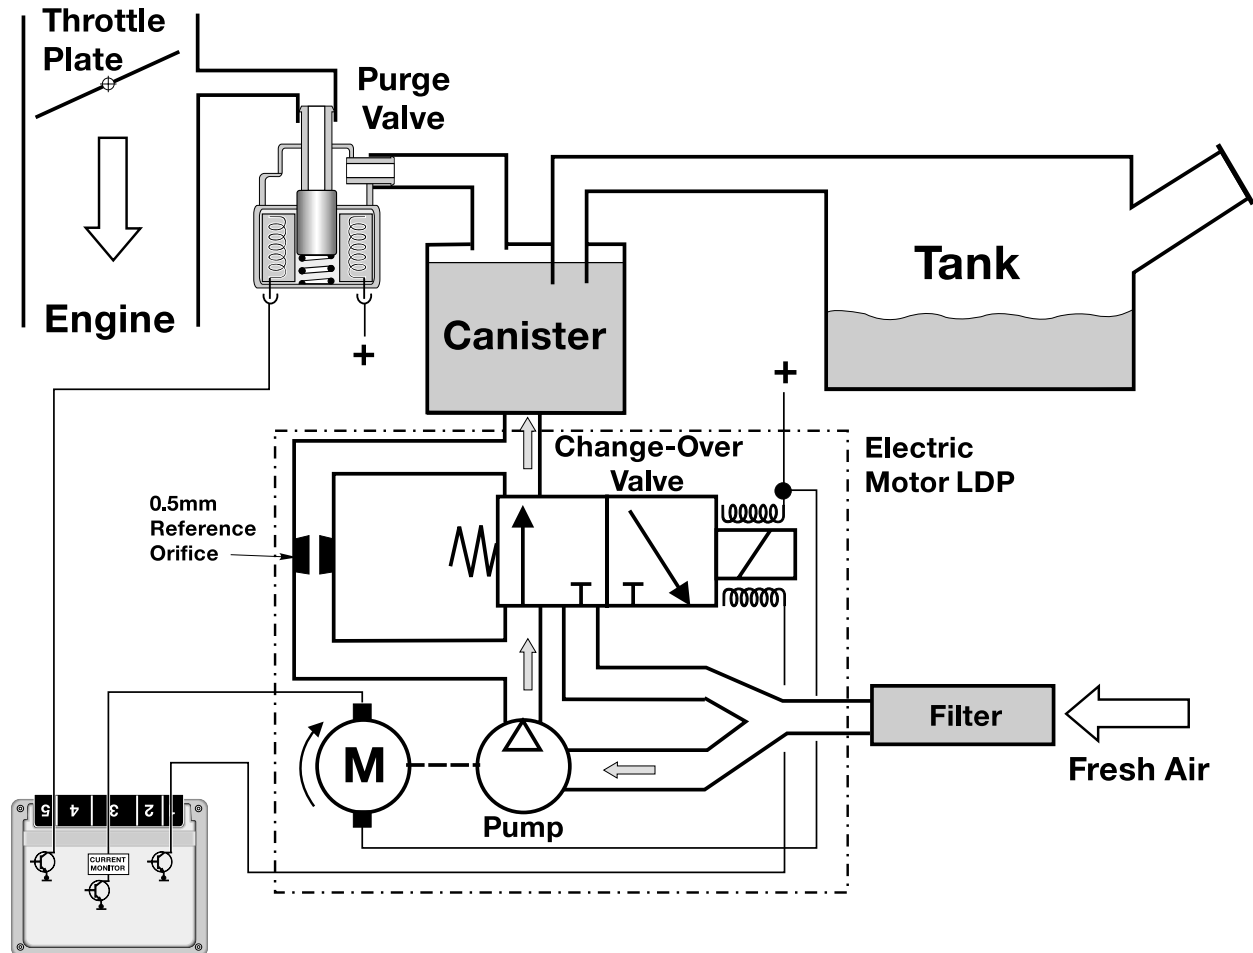 Throttle
Plate
Purge
Valve
Tank
Engine
+
Canister
+
Change-Over
Valve
Electric
Motor LDP
0.5mm
Reference
Orifice
Filter
M
Fresh Air
Pump
5 4 3 2 1
CURRENT
MONITOR